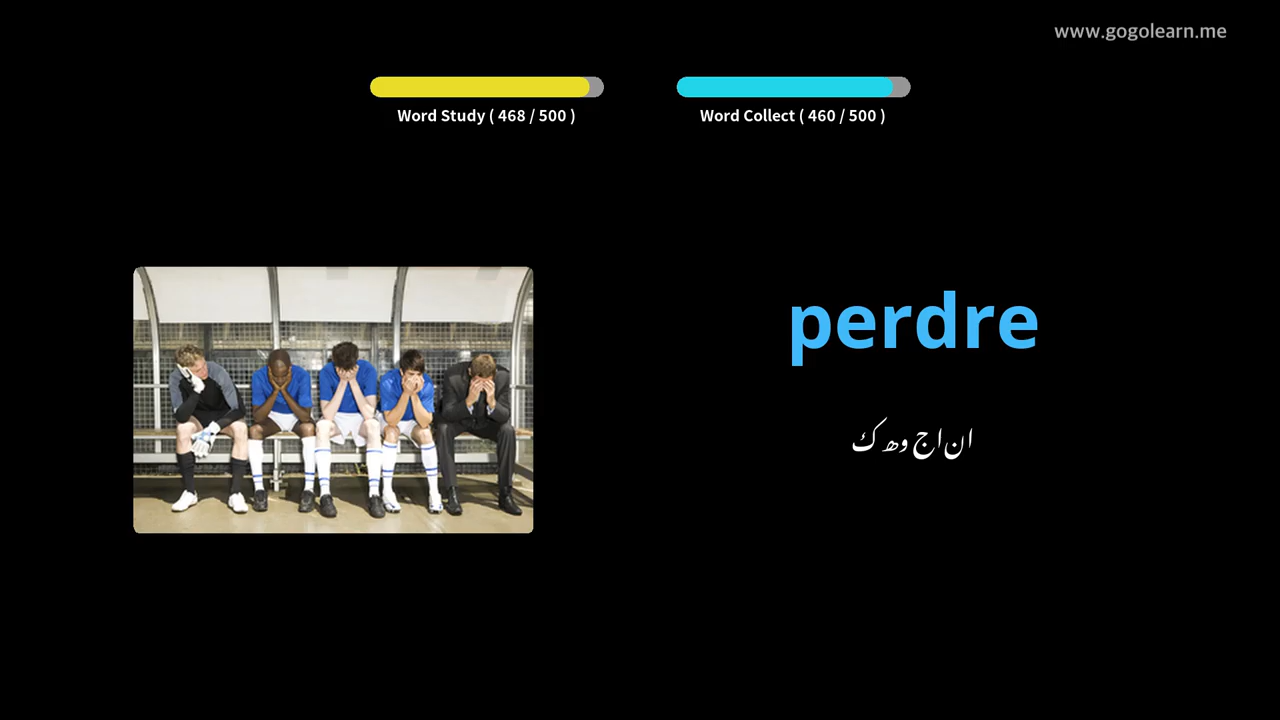 www.gogolearn.me
Word Study ( 468 / 500 )
Word Collect ( 460 / 500 )
perdre
ان اج وھ ک